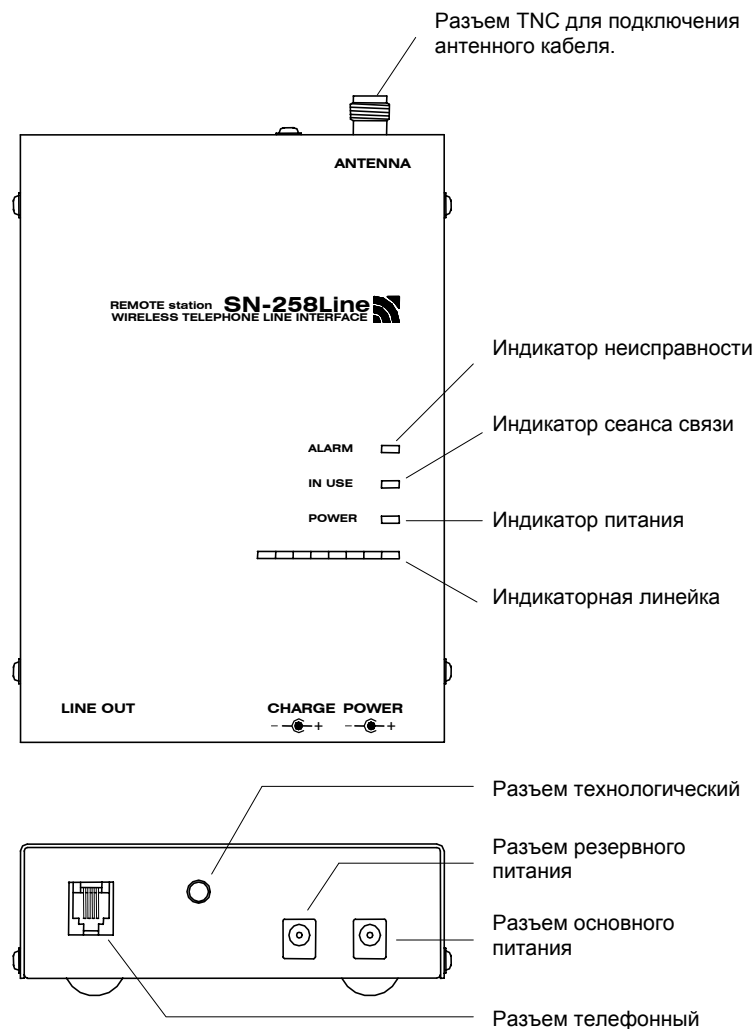 Разъем TNC для подключения
антенного кабеля.
ANTENNA
REMOTE station SN-258Line
WIRELESS TELEPHONE LINE INTERFACE
Индикатор неисправности
Индикатор сеанса связи
ALARM
IN USE
POWER
Индикатор питания
Индикаторная линейка
LINE OUT
CHARGE POWER
- + - +
Разъем технологический
Разъем резервного
питания
Разъем основного
питания
Разъем телефонный